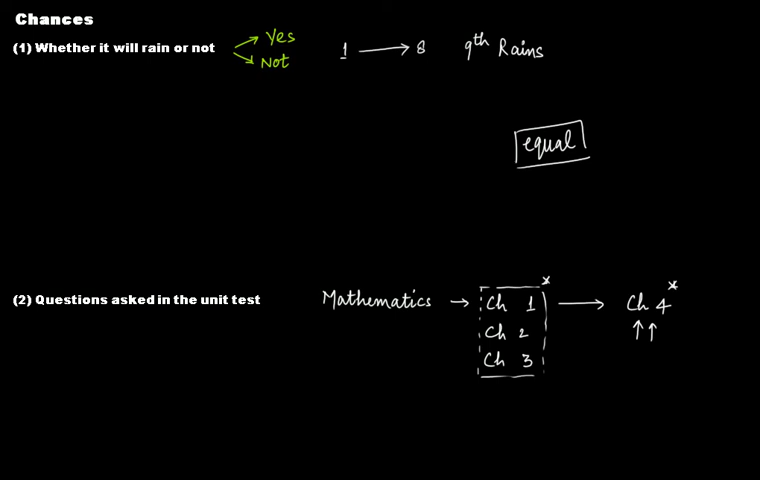 Chances
(1) Whether it will rain or not Yes 1 → 8 9th Rains
Not
equal
(2) Questions asked in the unit test Mathematics → Ch 1 * → Ch 4 *
Ch 2 ↑↑
Ch 3